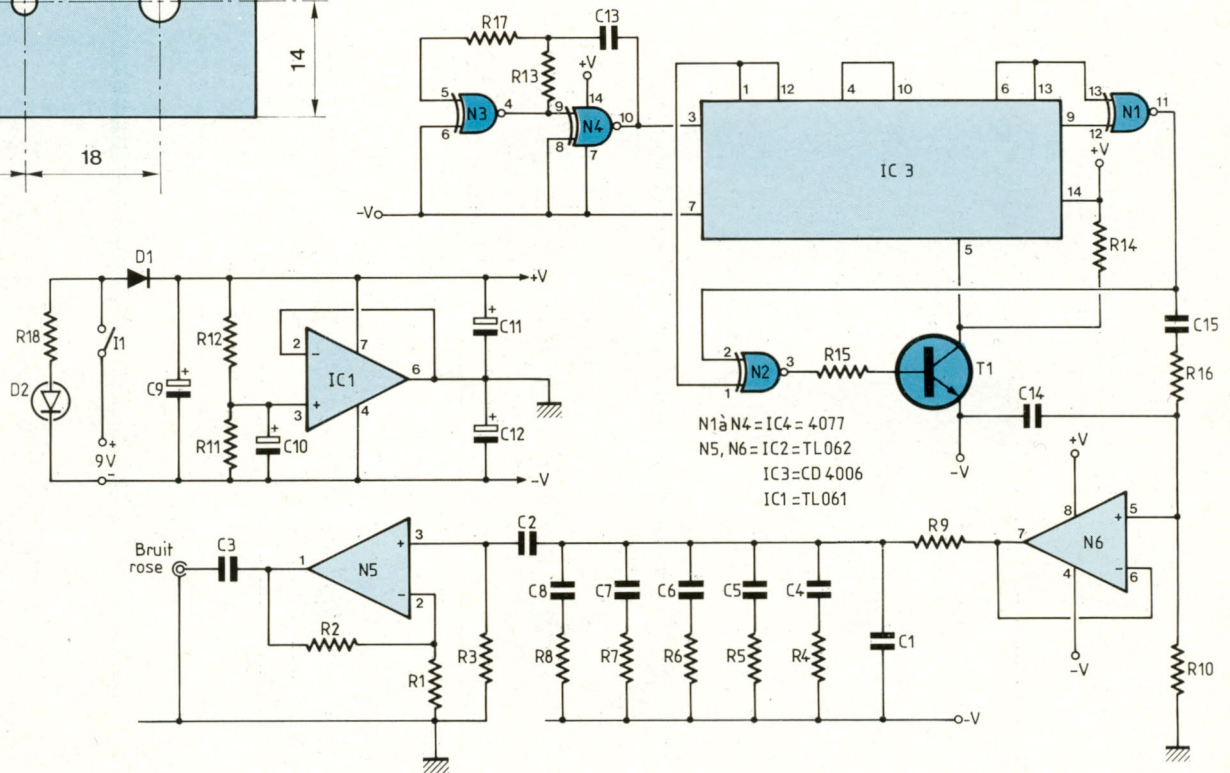 14
18
R17
C13
R13
+V
5
4
N3
6
9
14
N4
10
8
7
-V
1
12
4
10
6
13
3
IC 3
9
7
14
5
13
N1
11
12
+V
R14
D1
+V
R18
I1
C9
R12
R11
C10
2
-
7
IC1
6
+
3
4
C11
C12
D2
+
9V
-
-V
2
N2
3
1
R15
T1
C15
R16
C14
-V
N1à N4=IC4= 4077
N5, N6=IC2=TL062
IC3=CD 4006
IC1=TL061
+V
8
+
5
7
N6
4
-
6
-V
R10
Bruit
rose
C3
1
N5
+
3
-
2
R2
R1
R3
C2
C8
C7
C6
C5
C4
R9
C1
R8
R7
R6
R5
R4
-V